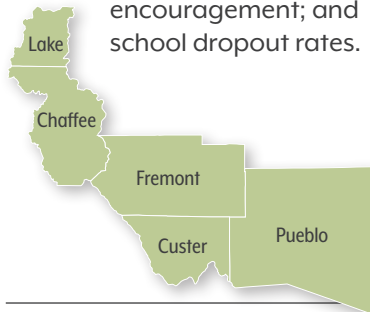 encouragement; and
school dropout rates.
Lake
Chaffee
Fremont
Custer
Pueblo